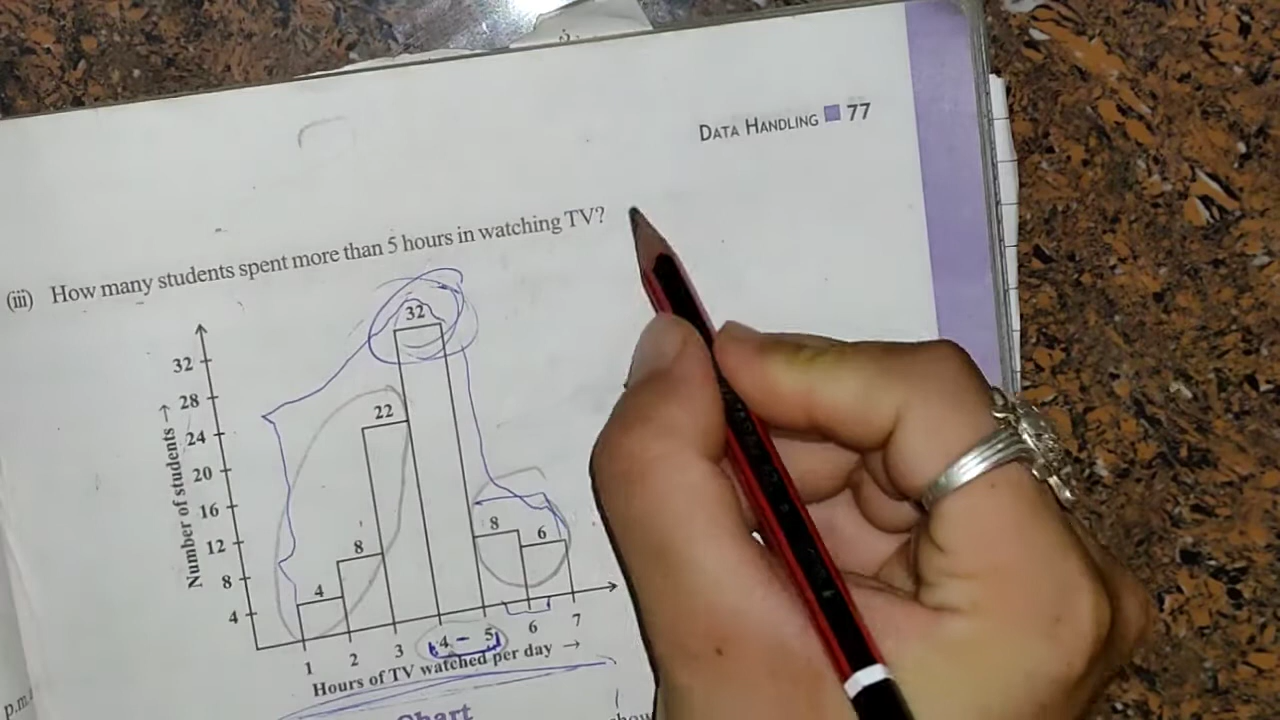 DATA HANDLING 77
(iii) How many students spent more than 5 hours in watching TV?
32
32
28
22
24
20
16
8
6
12
8
8
4
4
Number of students →
1 2 3 4 – 5 6 7
Hours of TV watched per day →
Chart
p.m.